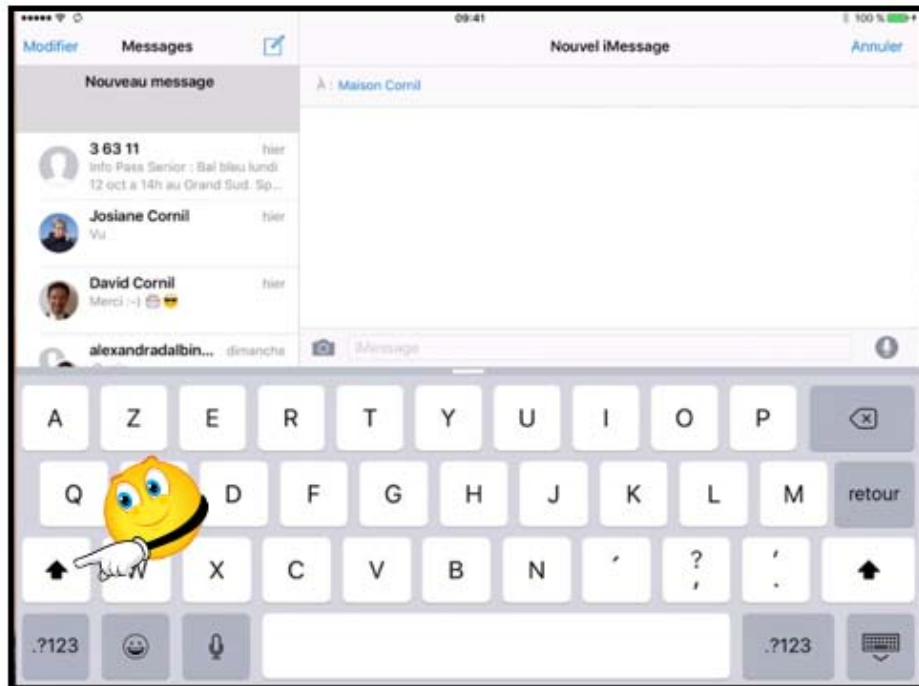 09:41
100 %
Modifier
Messages
Nouvel iMessage
Annuler
Nouveau message
À : Maison Cornil
3 63 11
hier
Info Pass Senior : Bal bleu lundi
12 oct a 14h au Grand Sud. Sp...
Josiane Cornil
hier
Vu
David Cornil
hier
Merci :-)
alexandradalbin...
dimanche
iMessage
A Z E R T Y U I O P
Q D F G H J K L M retour
W X C V B N ´ ? , ' .
.?123 .?123